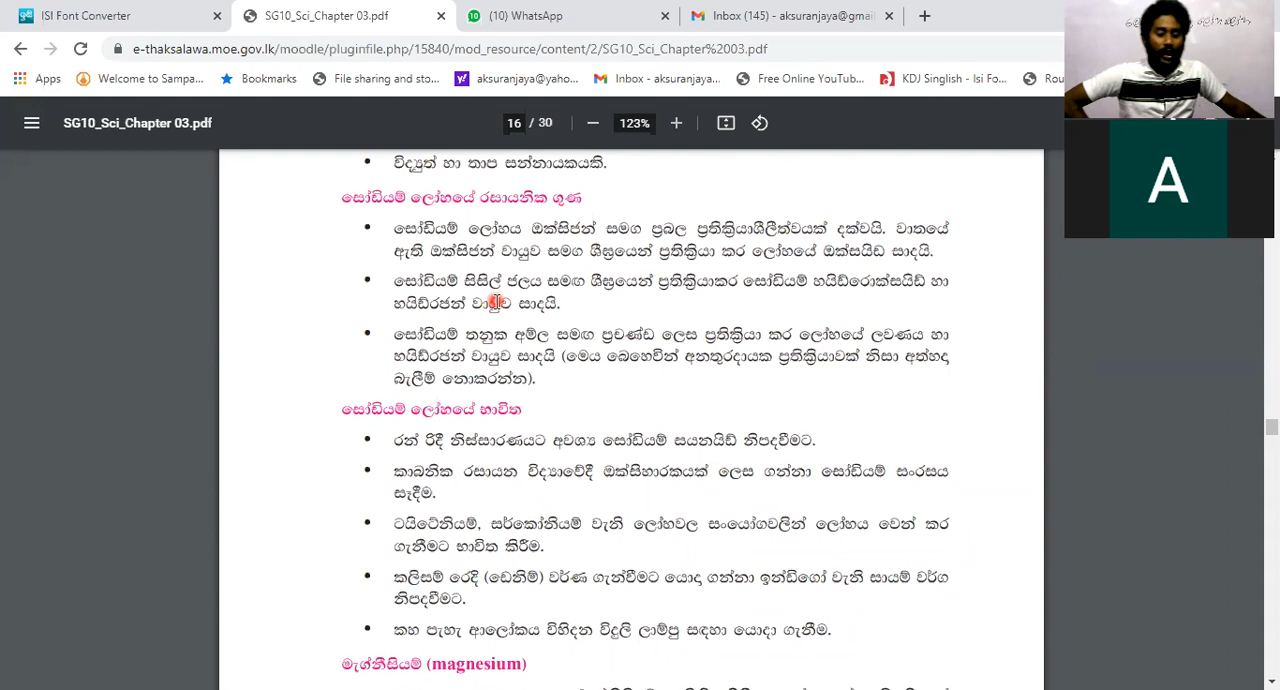 ISI Font Converter
SG10_Sci_Chapter 03.pdf
(10) WhatsApp
Inbox (145) - aksuranjaya@gmail
e-thaksalawa.moe.gov.lk/moodle/pluginfile.php/15840/mod_resource/content/2/SG10_Sci_Chapter%2003.pdf
Apps
Welcome to Sampa...
Bookmarks
File sharing and sto...
aksuranjaya@yaho...
Inbox - aksuranjaya...
Free Online YouTub...
KDJ Singlish - Isi Fo...
Rou
SG10_Sci_Chapter 03.pdf
16 / 30
123%
A
• විද්‍යුත් හා තාප සන්නායකයකි.
සෝඩියම් ලෝහයේ රසායනික ගුණ
• සෝඩියම් ලෝහය ඔක්සිජන් සමග ප්‍රබල ප්‍රතික්‍රියාශීලීත්වයක් දක්වයි. වාතයේ
ඇති ඔක්සිජන් වායුව සමග ශීඝ්‍රයෙන් ප්‍රතික්‍රියා කර ලෝහයේ ඔක්සයිඩ සාදයි.
• සෝඩියම් සිසිල් ජලය සමඟ ශීඝ්‍රයෙන් ප්‍රතික්‍රියාකර සෝඩියම් හයිඩ්රොක්සයිඩ් හා
හයිඩ්රජන් වායුව සාදයි.
• සෝඩියම් තනුක අම්ල සමඟ ප්‍රචණ්ඩ ලෙස ප්‍රතික්‍රියා කර ලෝහයේ ලවණය හා
හයිඩ්රජන් වායුව සාදයි (මෙය බෙහෙවින් අනතුරදායක ප්‍රතික්‍රියාවක් නිසා අත්හදා
බැලීම් නොකරන්න).
සෝඩියම් ලෝහයේ භාවිත
• රන් රිදී නිස්සාරණයට අවශ්‍ය සෝඩියම් සයනයිඩ් නිපදවීමට.
• කාබනික රසායන විද්‍යාවේදී ඔක්සිහාරකයක් ලෙස ගන්නා සෝඩියම් සංරසය
සෑදීම.
• ටයිටේනියම්, සර්කෝනියම් වැනි ලෝහවල සංයෝගවලින් ලෝහය වෙන් කර
ගැනීමට භාවිත කිරීම.
• කලිසම් රෙදි (ඩෙනිම්) වර්ණ ගැන්වීමට යොදා ගන්නා ඉන්ඩිගෝ වැනි සායම් වර්ග
නිපදවීමට.
• කහ පැහැ ආලෝකය විහිදන විදුලි ලාම්පු සඳහා යොදා ගැනීම.
මැග්නීසියම් (magnesium)